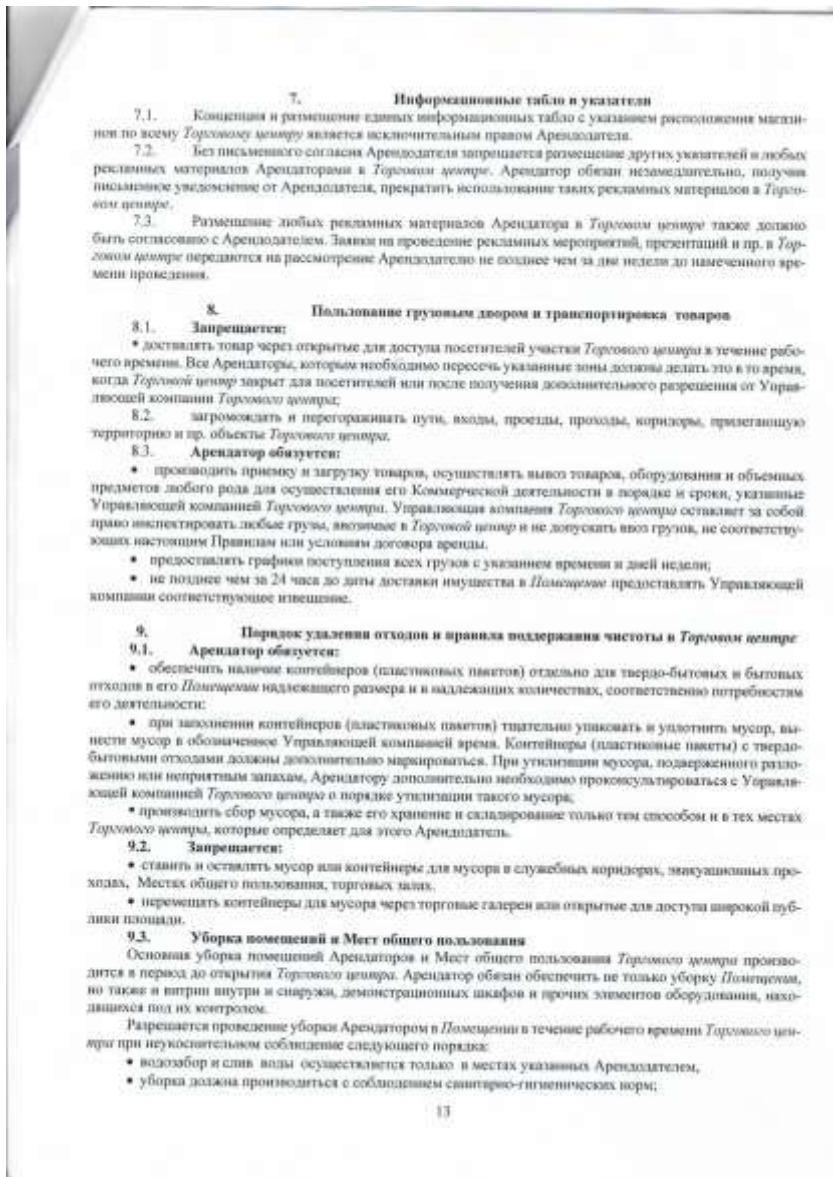 7. Информационные табло и указатели
7.1. Концепция и размещение единых информационных табло с указанием расположения магази-
нов по всему Торговому центру является исключительным правом Арендодателя.
7.2. Без письменного согласия Арендодателя запрещается размещение других указателей и любых
рекламных материалов Арендаторами в Торговом центре. Арендатор обязан незамедлительно, получив
письменное уведомление от Арендодателя, прекратить использование таких рекламных материалов в Торго-
вом центре.
7.3. Размещение любых рекламных материалов Арендатора в Торговом центре также должно
быть согласовано с Арендодателем. Заявки на проведение рекламных мероприятий, презентаций и пр. в Тор-
говом центре передаются на рассмотрение Арендодателю не позднее чем за две недели до намеченного вре-
мени проведения.
8. Пользование грузовым двором и транспортировка товаров
8.1. Запрещается:
• доставлять товар через открытые для доступа посетителей участки Торгового центра в течение рабо-
чего времени. Все Арендаторы, которым необходимо пересечь указанные зоны должны делать это в то время,
когда Торговой центр закрыт для посетителей или после получения дополнительного разрешения от Управ-
ляющей компании Торгового центра;
8.2. загромождать и перегораживать пути, входы, проезды, проходы, коридоры, прилегающую
территорию и пр. объекты Торгового центра.
8.3. Арендатор обязуется:
• производить приемку и загрузку товаров, осуществлять вывоз товаров, оборудования и объемных
предметов любого рода для осуществления его Коммерческой деятельности в порядке и сроки, указанные
Управляющей компанией Торгового центра. Управляющая компания Торгового центра оставляет за собой
право инспектировать любые грузы, ввозимые в Торговой центр и не допускать ввоз грузов, не соответству-
ющих настоящим Правилам или условиям договора аренды.
• предоставлять графики поступления всех грузов с указанием времени и дней недели;
• не позднее чем за 24 часа до даты доставки имущества в Помещение предоставлять Управляющей
компании соответствующее извещение.
9. Порядок удаления отходов и правила поддержания чистоты в Торговом центре
9.1. Арендатор обязуется:
• обеспечить наличие контейнеров (пластиковых пакетов) отдельно для твердо-бытовых и бытовых
отходов в его Помещении надлежащего размера и в надлежащих количествах, соответственно потребностям
его деятельности:
• при заполнении контейнеров (пластиковых пакетов) тщательно упаковать и уплотнить мусор, вы-
нести мусор в обозначенное Управляющей компанией время. Контейнеры (пластиковые пакеты) с твердо-
бытовыми отходами должны дополнительно маркироваться. При утилизации мусора, подверженного разло-
жению или неприятным запахам, Арендатору дополнительно необходимо проконсультироваться с Управля-
ющей компанией Торгового центра о порядке утилизации такого мусора;
• производить сбор мусора, а также его хранение и складирование только тем способом и в тех местах
Торгового центра, которые определяет для этого Арендодатель.
9.2. Запрещается:
• ставить и оставлять мусор или контейнеры для мусора в служебных коридорах, эвакуационных про-
ходах, Местах общего пользования, торговых залах.
• перемещать контейнеры для мусора через торговые галереи или открытые для доступа широкой пуб-
лики площади.
9.3. Уборка помещений и Мест общего пользования
Основная уборка помещений Арендаторов и Мест общего пользования Торгового центра произво-
дится в период до открытия Торгового центра. Арендатор обязан обеспечить не только уборку Помещения,
но также и витрин внутри и снаружи, демонстрационных шкафов и прочих элементов оборудования, нахо-
дящихся под их контролем.
Разрешается проведение уборки Арендатором в Помещении в течение рабочего времени Торгового цен-
тра при неукоснительном соблюдение следующего порядка:
• водозабор и слив воды осуществляется только в местах указанных Арендодателем,
• уборка должна производиться с соблюдением санитарно-гигиенических норм;
13